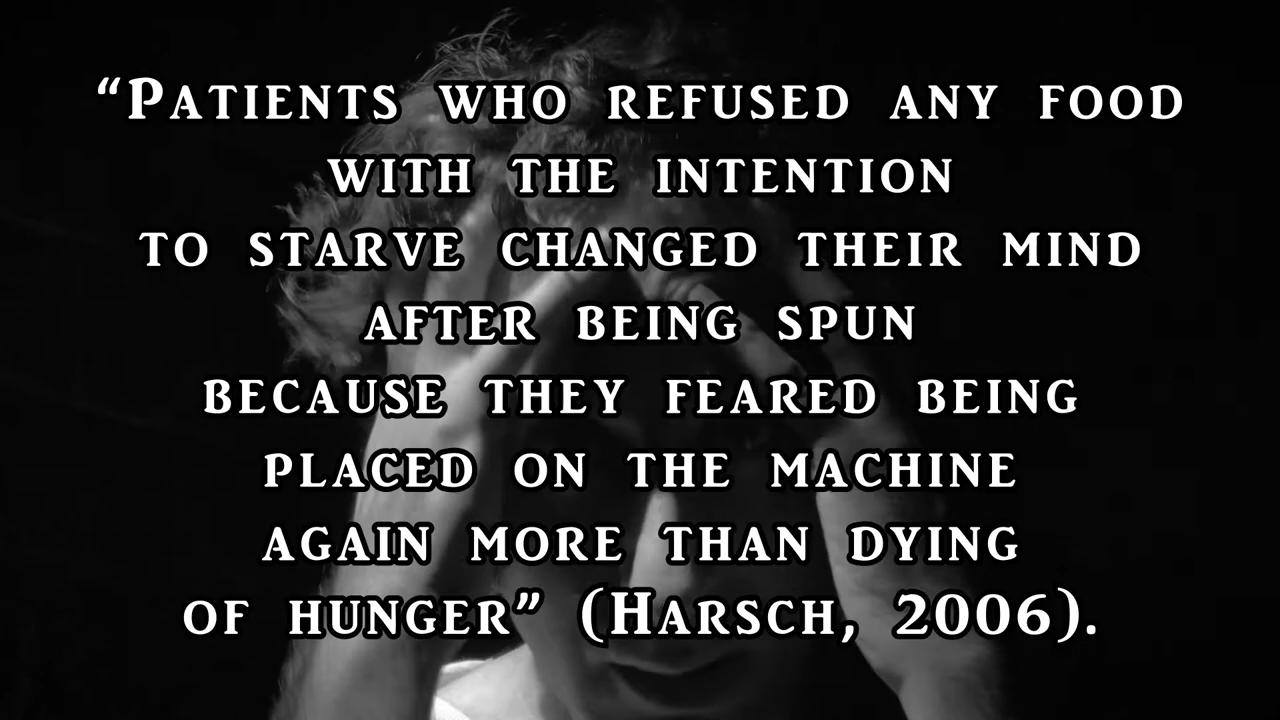 “Patients who refused any food
with the intention
to starve changed their mind
after being spun
because they feared being
placed on the machine
again more than dying
of hunger” (Harsch, 2006).